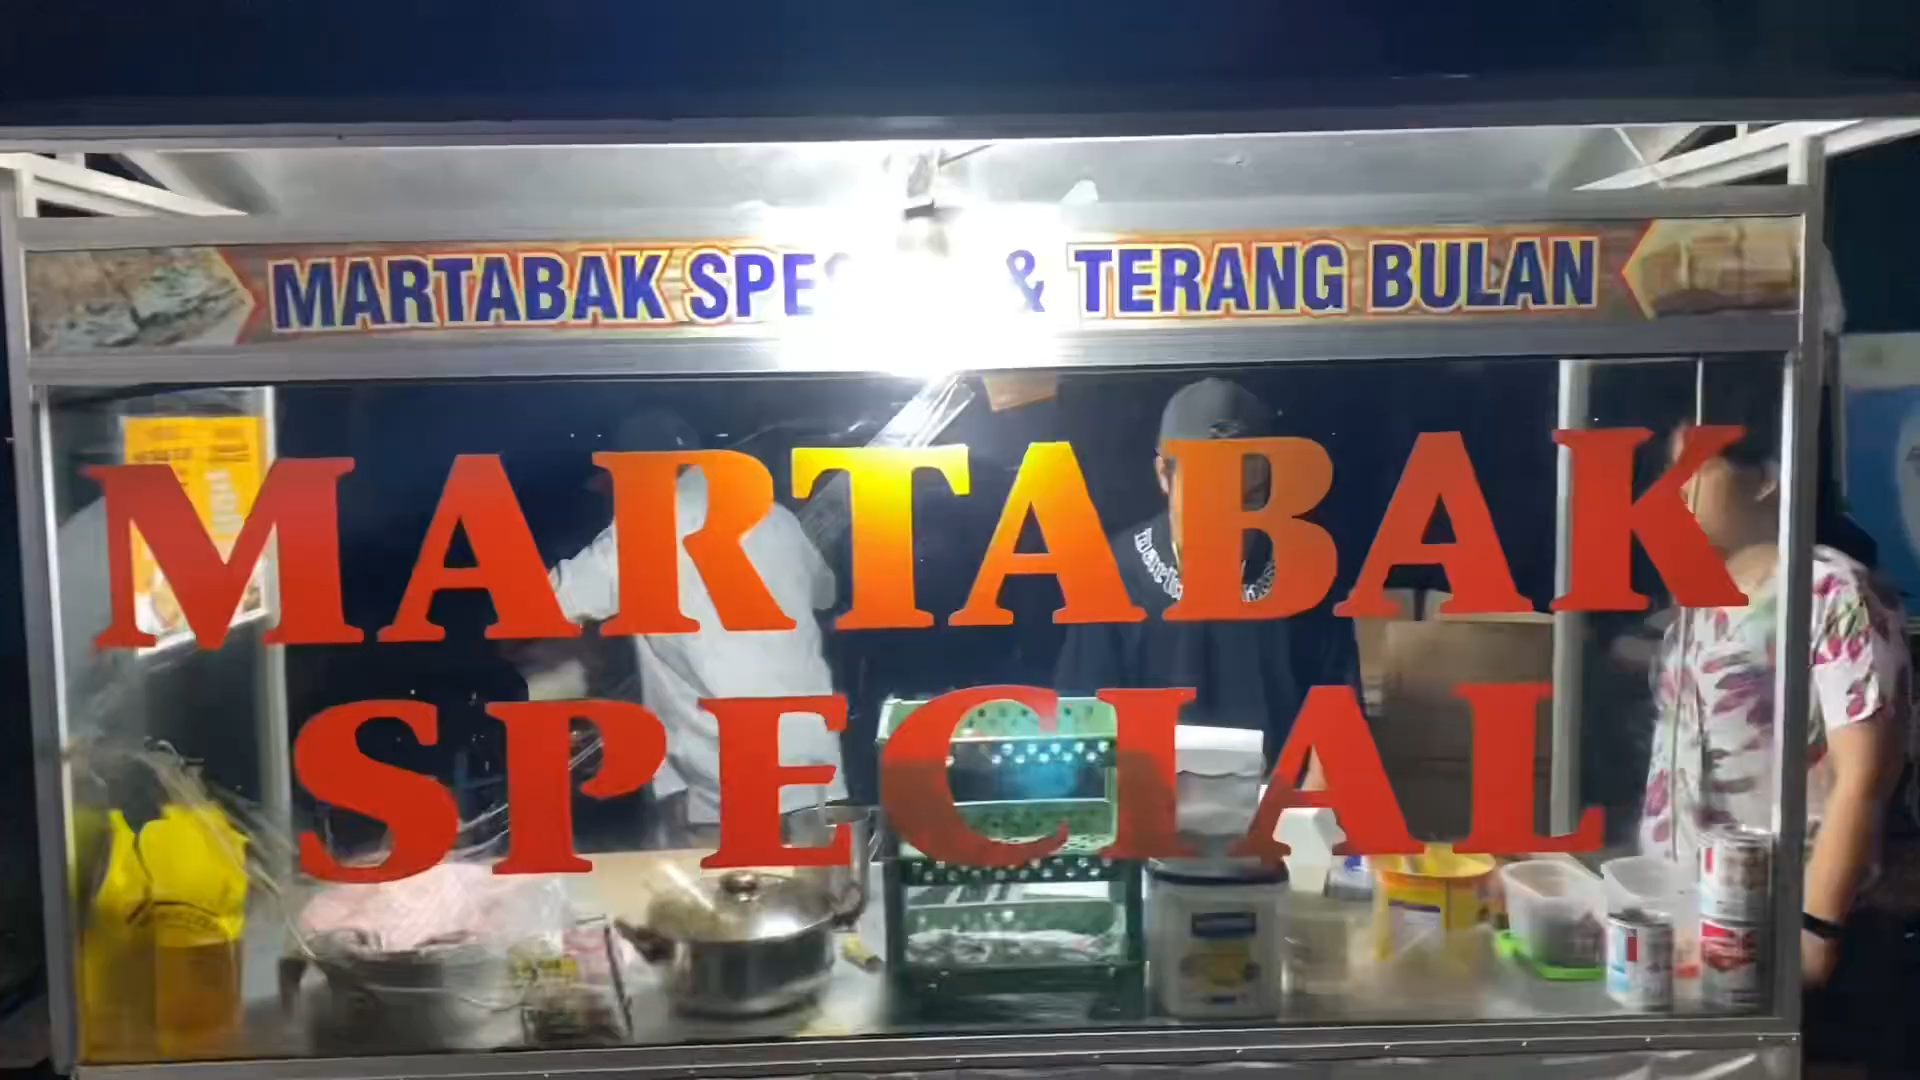 MARTABAK SPE & TERANG BULAN
MARTABAK
SPECIAL